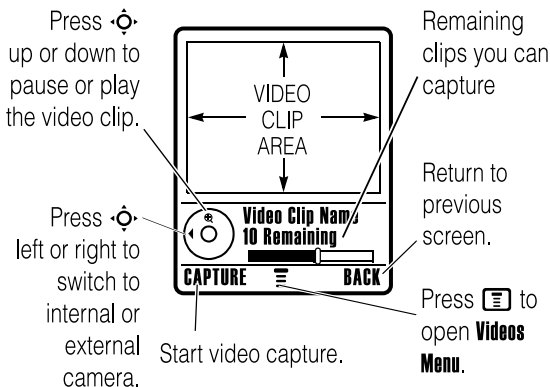 Press
up or down to
pause or play
the video clip.
Press
left or right to
switch to
internal or
external
camera.
VIDEO
CLIP
AREA
Video Clip Name
10 Remaining
CAPTURE
BACK
Start video capture.
Remaining
clips you can
capture
Return to
previous
screen.
Press to
open Videos
Menu.